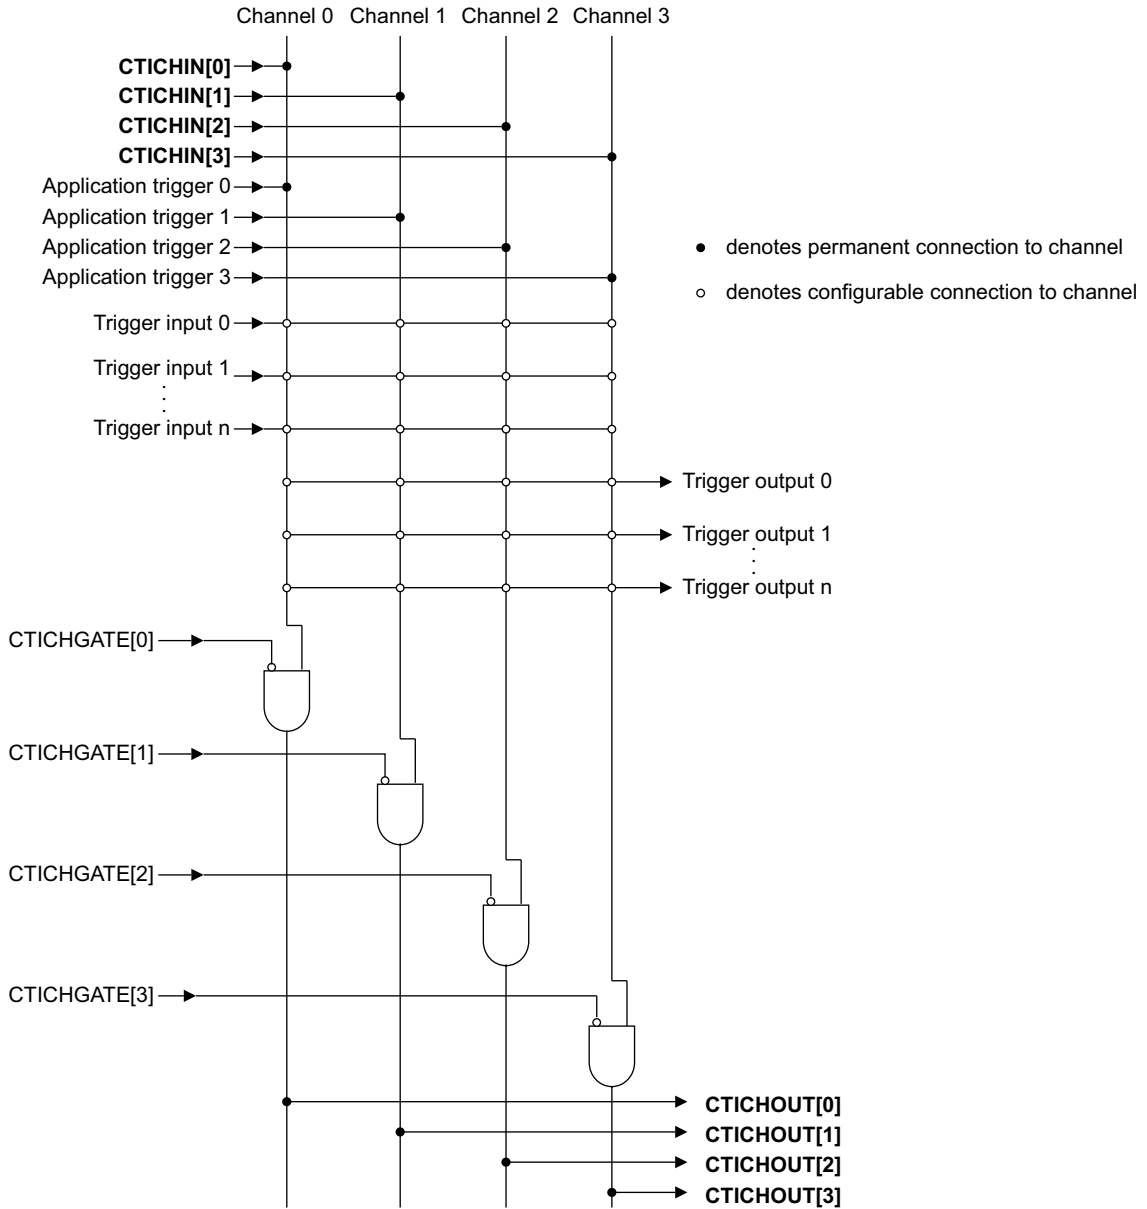 Channel 0 Channel 1 Channel 2 Channel 3
CTICHIN[0]
CTICHIN[1]
CTICHIN[2]
CTICHIN[3]
Application trigger 0
Application trigger 1
Application trigger 2
Application trigger 3
denotes permanent connection to channel
denotes configurable connection to channel
Trigger input 0
Trigger input 1
Trigger input n
Trigger output 0
Trigger output 1
Trigger output n
CTICHGATE[0]
CTICHGATE[1]
CTICHGATE[2]
CTICHGATE[3]
CTICHOUT[0]
CTICHOUT[1]
CTICHOUT[2]
CTICHOUT[3]